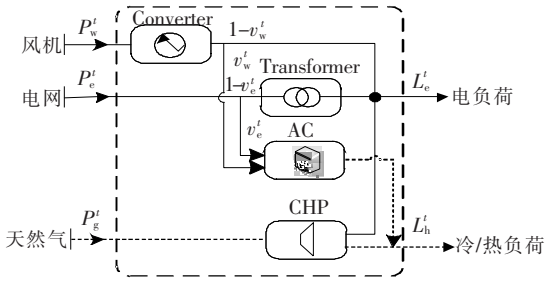 Converter
风机
P_w^t
1-v_w^t
v_w^t
Transformer
电网
P_e^t
1-v_e^t
L_e^t
电负荷
v_e^t
AC
CHP
天然气
P_g^t
L_h^t
冷/热负荷